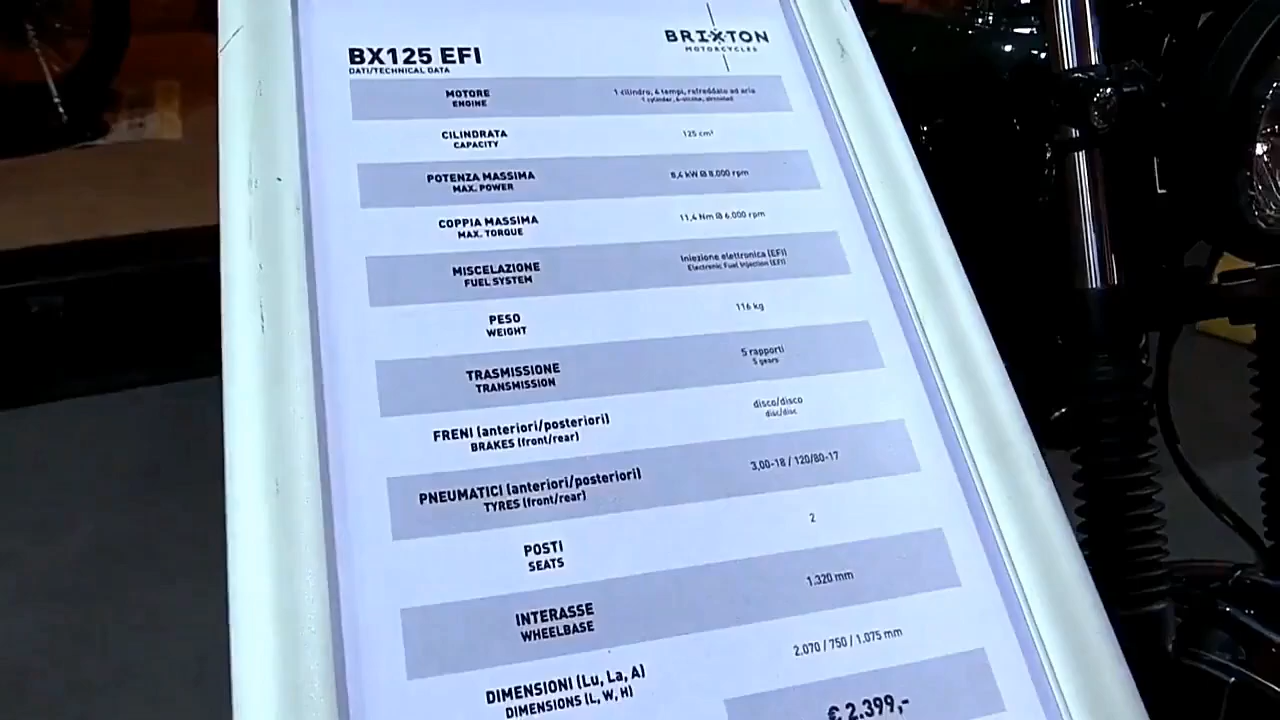 BRIXTON
MOTORCYCLES
BX125 EFI
DATI/TECHNICAL DATA
MOTORE
ENGINE
1 cilindro, 4 tempi, raffreddato ad aria
1 cylinder, 4-stroke, aircooled
CILINDRATA
CAPACITY
125 cm³
POTENZA MASSIMA
MAX. POWER
8,4 kW @ 8.000 rpm
COPPIA MASSIMA
MAX. TORQUE
11,4 Nm @ 6.000 rpm
MISCELAZIONE
FUEL SYSTEM
Iniezione elettronica (EFI)
Electronic Fuel Injection (EFI)
PESO
WEIGHT
116 kg
TRASMISSIONE
TRANSMISSION
5 rapporti
5 gears
FRENI (anteriori/posteriori)
BRAKES (front/rear)
disco/disco
disc/disc
PNEUMATICI (anteriori/posteriori)
TYRES (front/rear)
3,00-18 / 120/80-17
POSTI
SEATS
2
INTERASSE
WHEELBASE
1.320 mm
DIMENSIONI (Lu, La, A)
DIMENSIONS (L, W, H)
2.070 / 750 / 1.075 mm
€ 2.399,-